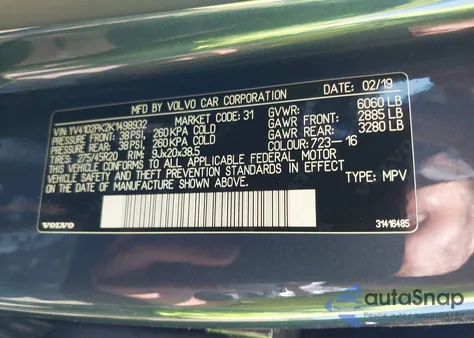 MFD BY VOLVO CAR CORPORATION DATE: 02/19
VIN: YV4102PK2K1498932 MARKET CODE: 31 GVWR: 6060 LB
PRESSURE FRONT: 38 PSI, 260 KPA COLD GAWR FRONT: 2885 LB
PRESSURE REAR: 38 PSI, 260 KPA COLD GAWR REAR: 3280 LB
TIRES: 275/45R20 RIM: 9Jx20x38.5 COLOUR: 723- 16
THIS VEHICLE CONFORMS TO ALL APPLICABLE FEDERAL MOTOR
VEHICLE SAFETY AND THEFT PREVENTION STANDARDS IN EFFECT
ON THE DATE OF MANUFACTURE SHOWN ABOVE. TYPE: MPV
VOLVO 31416485
autoSnap